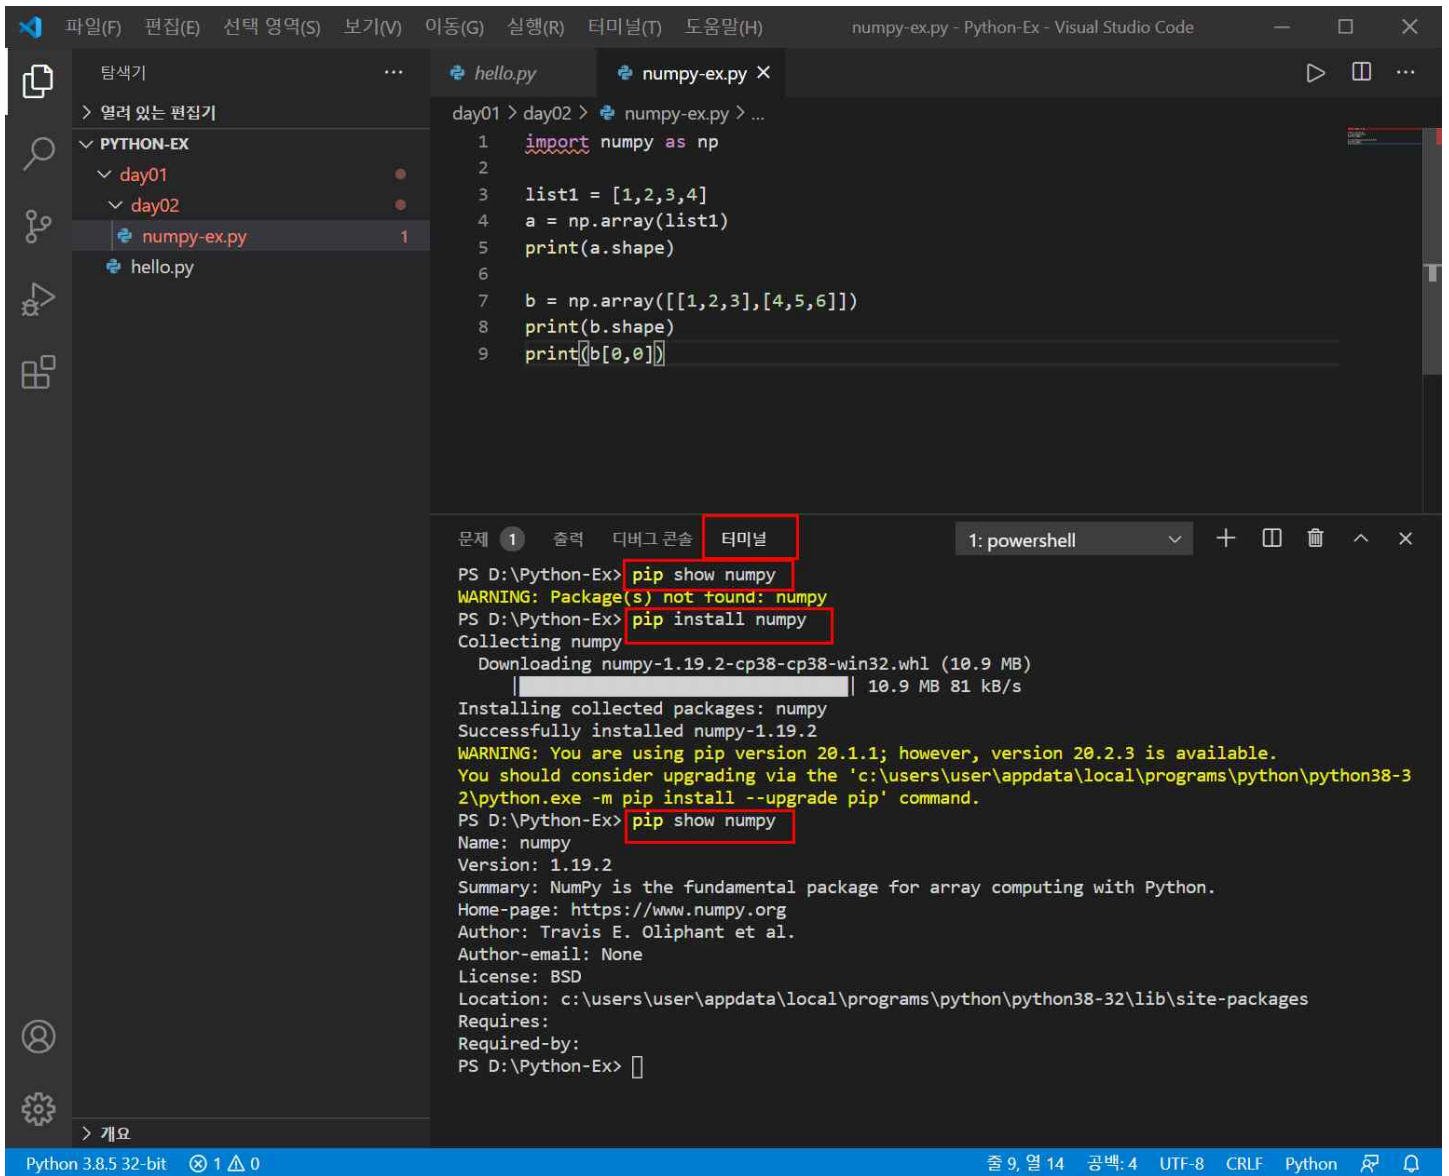 파일(F) 편집(E) 선택 영역(S) 보기(V) 이동(G) 실행(R) 터미널(T) 도움말(H) numpy-ex.py - Python-Ex - Visual Studio Code
탐색기
열려 있는 편집기
PYTHON-EX
day01
day02
numpy-ex.py 1
hello.py
개요
hello.py numpy-ex.py
day01 > day02 > numpy-ex.py > ...
1 import numpy as np
2
3 list1 = [1,2,3,4]
4 a = np.array(list1)
5 print(a.shape)
6
7 b = np.array([[1,2,3],[4,5,6]])
8 print(b.shape)
9 print(b[0,0])
문제 1 출력 디버그 콘솔 터미널 1: powershell
PS D:\Python-Ex> pip show numpy
WARNING: Package(s) not found: numpy
PS D:\Python-Ex> pip install numpy
Collecting numpy
Downloading numpy-1.19.2-cp38-cp38-win32.whl (10.9 MB)
| | 10.9 MB 81 kB/s
Installing collected packages: numpy
Successfully installed numpy-1.19.2
WARNING: You are using pip version 20.1.1; however, version 20.2.3 is available.
You should consider upgrading via the 'c:\users\user\appdata\local\programs\python\python38-3
2\python.exe -m pip install --upgrade pip' command.
PS D:\Python-Ex> pip show numpy
Name: numpy
Version: 1.19.2
Summary: NumPy is the fundamental package for array computing with Python.
Home-page: https://www.numpy.org
Author: Travis E. Oliphant et al.
Author-email: None
License: BSD
Location: c:\users\user\appdata\local\programs\python\python38-32\lib\site-packages
Requires:
Required-by:
PS D:\Python-Ex>
Python 3.8.5 32-bit 1 0 줄 9, 열 14 공백: 4 UTF-8 CRLF Python